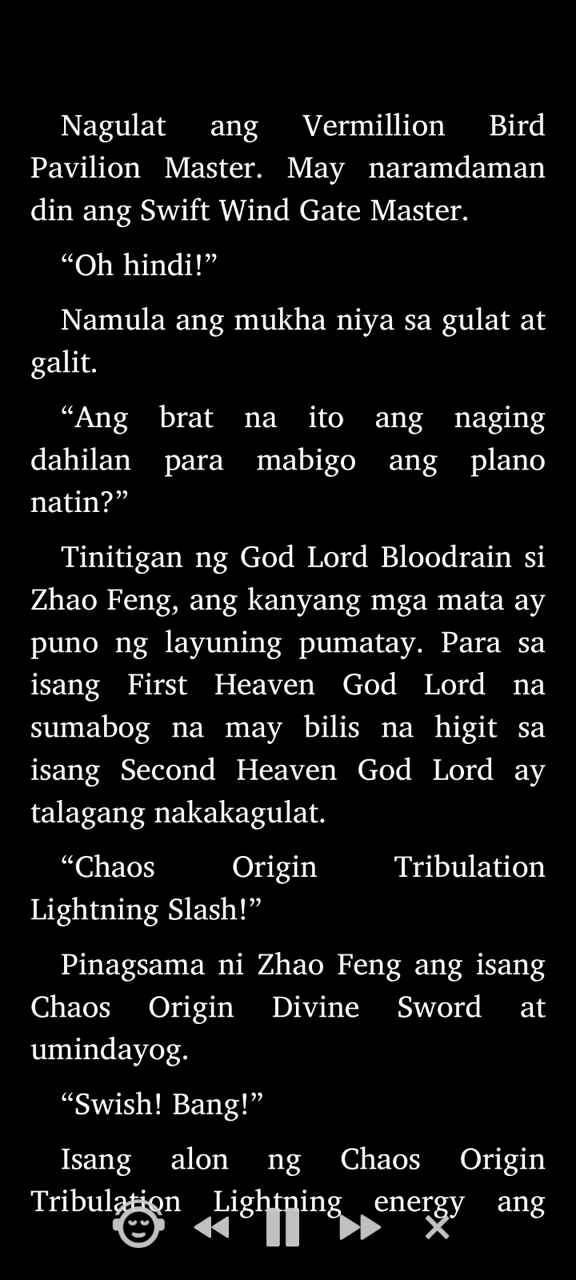 Nagulat ang Vermillion Bird
Pavilion Master. May naramdaman
din ang Swift Wind Gate Master.
“Oh hindi!”
Namula ang mukha niya sa gulat at
galit.
“Ang brat na ito ang naging
dahilan para mabigo ang plano
natin?”
Tinitigan ng God Lord Bloodrain si
Zhao Feng, ang kanyang mga mata ay
puno ng layuning pumatay. Para sa
isang First Heaven God Lord na
sumabog na may bilis na higit sa
isang Second Heaven God Lord ay
talagang nakakagulat.
“Chaos Origin Tribulation
Lightning Slash!”
Pinagsama ni Zhao Feng ang isang
Chaos Origin Divine Sword at
umindayog.
“Swish! Bang!”
Isang alon ng Chaos Origin
Tribulation Lightning energy ang